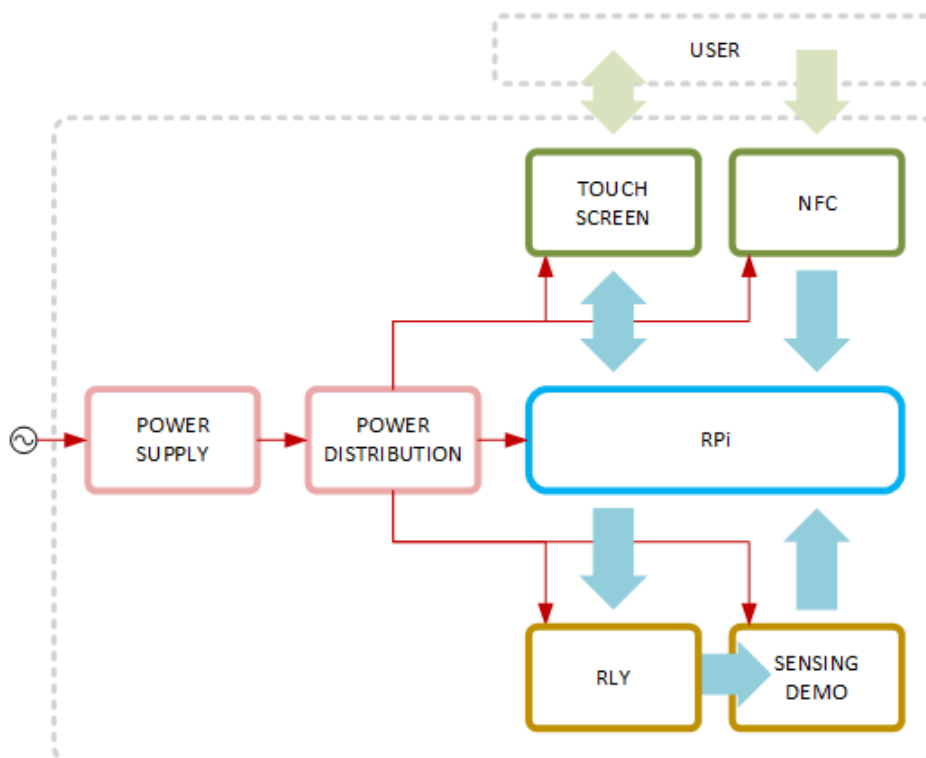 USER
TOUCH
SCREEN
NFC
POWER
SUPPLY
POWER
DISTRIBUTION
RPi
RLY
SENSING
DEMO